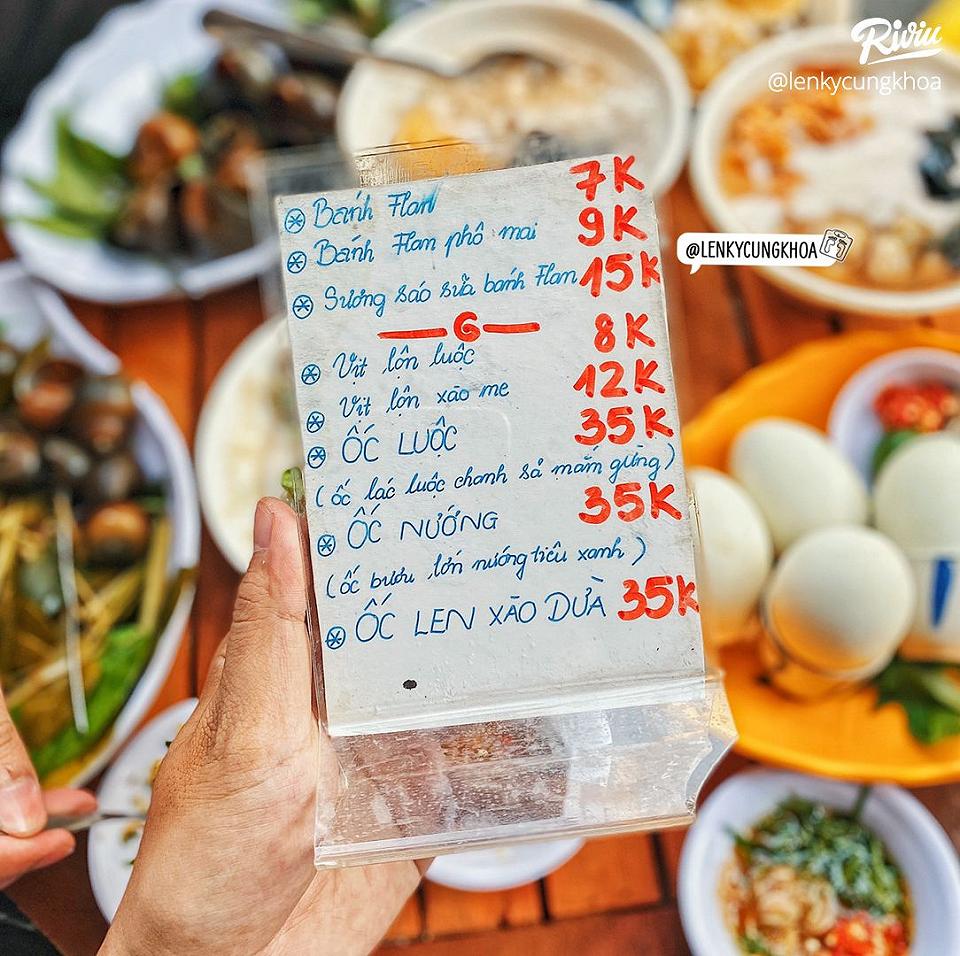 Riviu
@lenkycungkhoa
@LENKYCUNGKHOA
Bánh Flan 7K
Bánh Flan phô mai 9K
Sương sáo sữa bánh Flan 15K
G
Vịt lộn luộc 8K
Vịt lộn xào me 12K
ỐC LUỘC 35K
(ốc lác luộc chanh sả mắm gừng)
ỐC NƯỚNG 35K
(ốc bươu, lớn nướng tiêu xanh)
ỐC LEN XÀO DỪA 35K